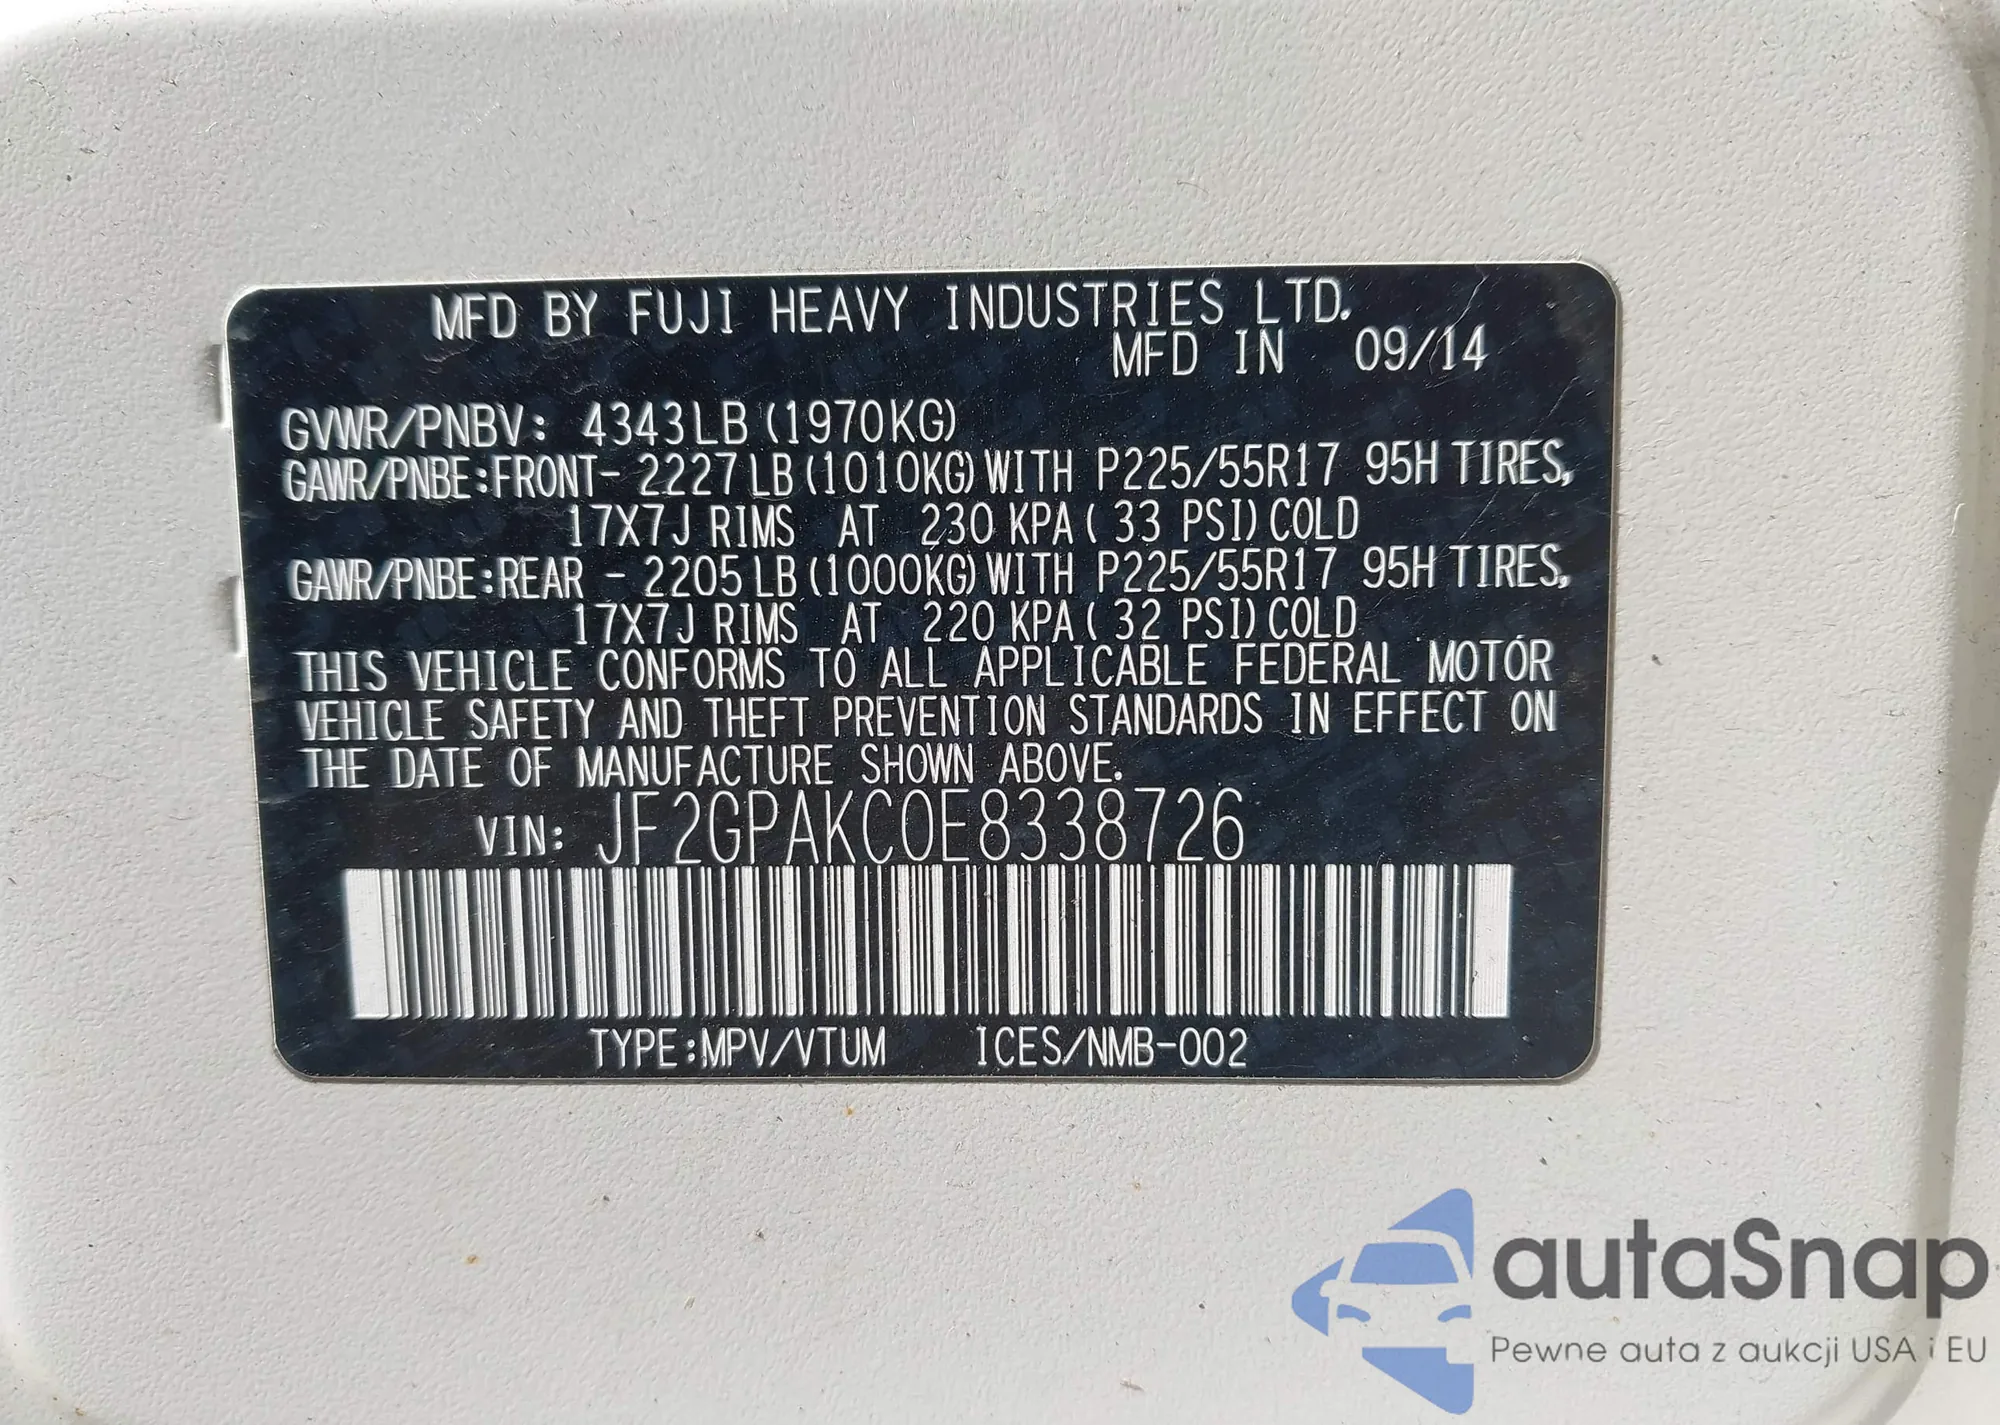 MFD BY FUJI HEAVY INDUSTRIES LTD.
MFD IN 09/14
GVWR/PNBV: 4343LB(1970KG)
GAWR/PNBE:FRONT- 2227LB(1010KG)WITH P225/55R17 95H TIRES,
17X7J RIMS AT 230 KPA( 33 PSI)COLD
GAWR/PNBE:REAR - 2205LB(1000KG)WITH P225/55R17 95H TIRES,
17X7J RIMS AT 220 KPA( 32 PSI)COLD
THIS VEHICLE CONFORMS TO ALL APPLICABLE FEDERAL MOTOR
VEHICLE SAFETY AND THEFT PREVENTION STANDARDS IN EFFECT ON
THE DATE OF MANUFACTURE SHOWN ABOVE.
VIN: JF2GPAKC0E8338726
TYPE:MPV/VTUM ICES/NMB-002
autaSnap
Pewne auta z aukcji USA i EU